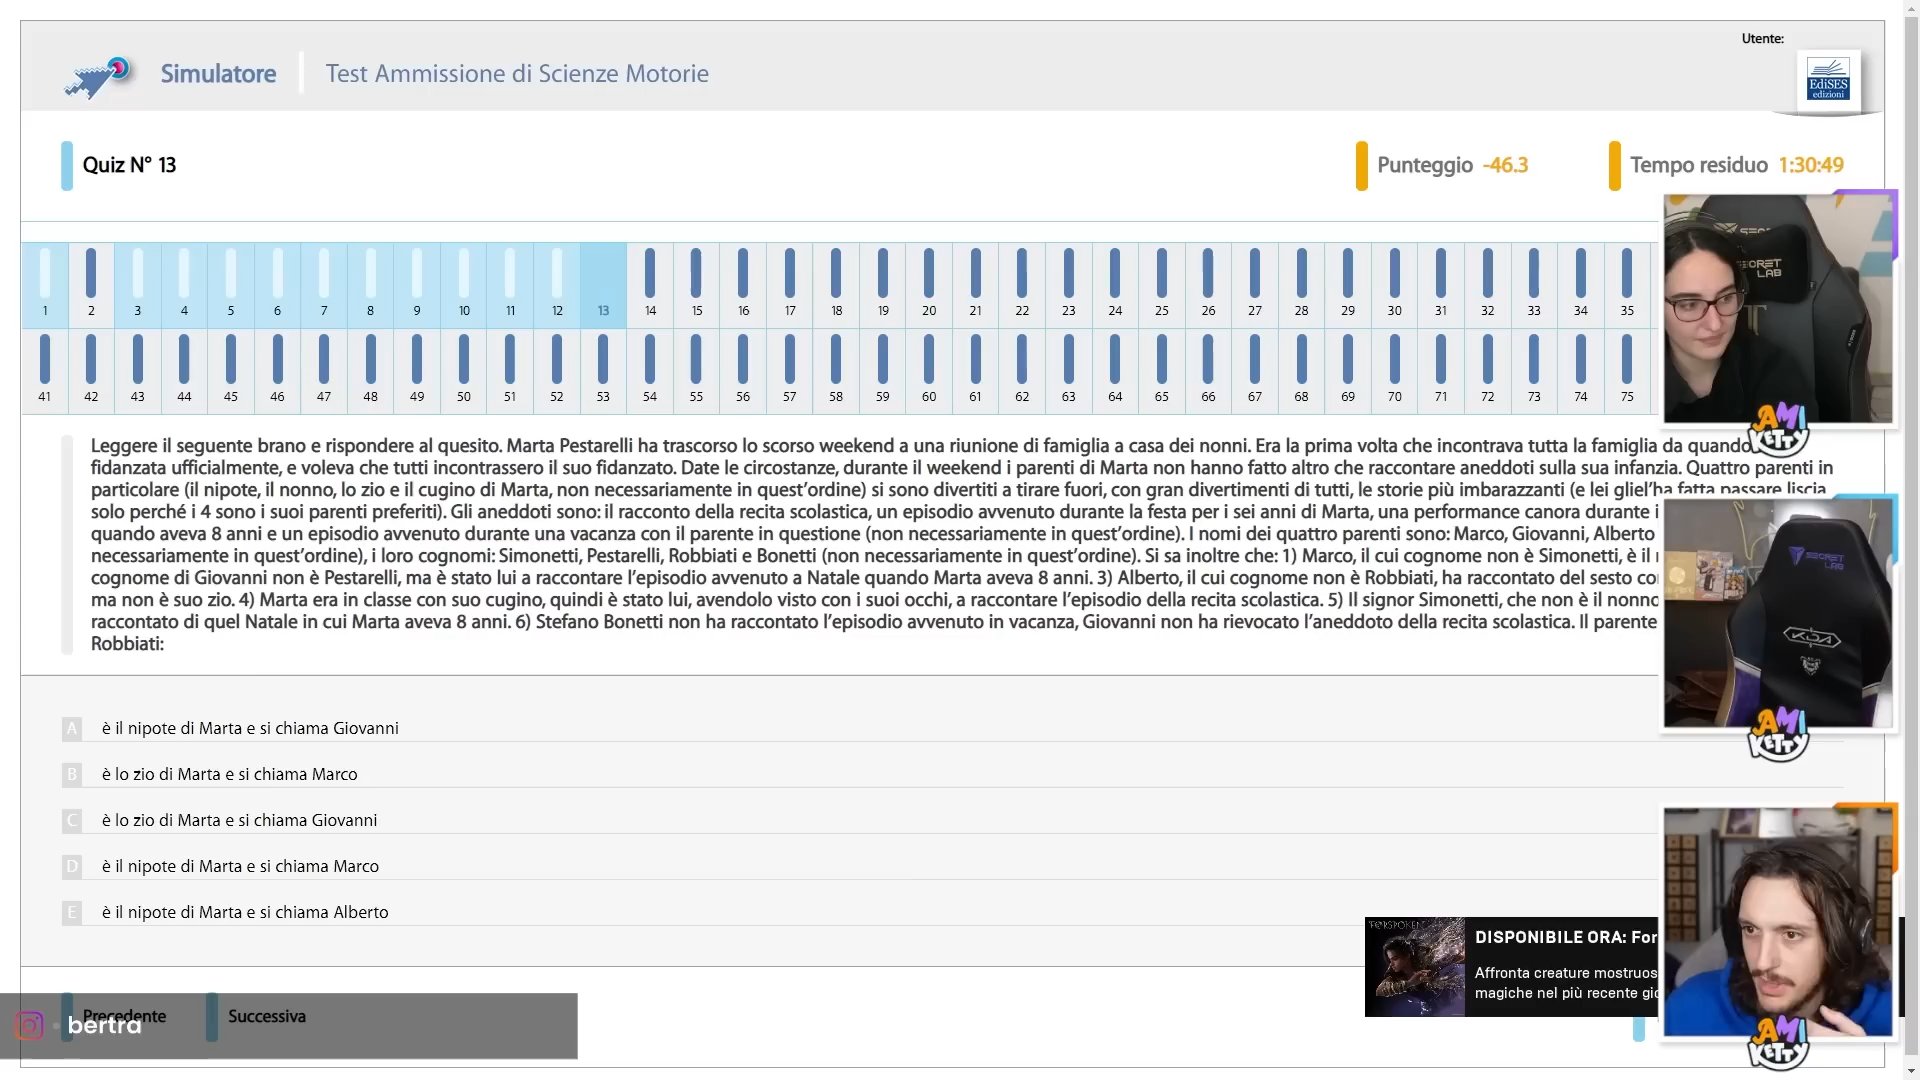 Utente:
Simulatore
Test Ammissione di Scienze Motorie
EdiSES
edizioni
Quiz N° 13
Punteggio -46.3
Tempo residuo 1:30:49
1 2 3 4 5 6 7 8 9 10 11 12 13 14 15 16 17 18 19 20 21 22 23 24 25 26 27 28 29 30 31 32 33 34 35
41 42 43 44 45 46 47 48 49 50 51 52 53 54 55 56 57 58 59 60 61 62 63 64 65 66 67 68 69 70 71 72 73 74 75
Leggere il seguente brano e rispondere al quesito. Marta Pestarelli ha trascorso lo scorso weekend a una riunione di famiglia a casa dei nonni. Era la prima volta che incontrava tutta la famiglia da quando
fidanzata ufficialmente, e voleva che tutti incontrassero il suo fidanzato. Date le circostanze, durante il weekend i parenti di Marta non hanno fatto altro che raccontare aneddoti sulla sua infanzia. Quattro parenti in
particolare (il nipote, il nonno, lo zio e il cugino di Marta, non necessariamente in quest'ordine) si sono divertiti a tirare fuori, con gran divertimenti di tutti, le storie più imbarazzanti (e lei gliel'ha fatta passare liscia
solo perché i 4 sono i suoi parenti preferiti). Gli aneddoti sono: il racconto della recita scolastica, un episodio avvenuto durante la festa per i sei anni di Marta, una performance canora durante
quando aveva 8 anni e un episodio avvenuto durante una vacanza con il parente in questione (non necessariamente in quest'ordine). I nomi dei quattro parenti sono: Marco, Giovanni, Alberto
necessariamente in quest'ordine), i loro cognomi: Simonetti, Pestarelli, Robbiati e Bonetti (non necessariamente in quest'ordine). Si sa inoltre che: 1) Marco, il cui cognome non è Simonetti, è il
cognome di Giovanni non è Pestarelli, ma è stato lui a raccontare l'episodio avvenuto a Natale quando Marta aveva 8 anni. 3) Alberto, il cui cognome non è Robbiati, ha raccontato del sesto
ma non è suo zio. 4) Marta era in classe con suo cugino, quindi è stato lui, avendolo visto con i suoi occhi, a raccontare l'episodio della recita scolastica. 5) Il signor Simonetti, che non è il nonno
raccontato di quel Natale in cui Marta aveva 8 anni. 6) Stefano Bonetti non ha raccontato l'episodio avvenuto in vacanza, Giovanni non ha rievocato l'aneddoto della recita scolastica. Il parente
Robbiati:
A è il nipote di Marta e si chiama Giovanni
B è lo zio di Marta e si chiama Marco
C è lo zio di Marta e si chiama Giovanni
D è il nipote di Marta e si chiama Marco
E è il nipote di Marta e si chiama Alberto
Precedente
Successiva
bertra
FORSPOKEN
DISPONIBILE ORA: For
Affronta creature mostruos
magiche nel più recente gio
SECRET
LAB
AMI
KETTY
SECRET
LAB
KDA
AMI
KETTY
AMI
KETTY